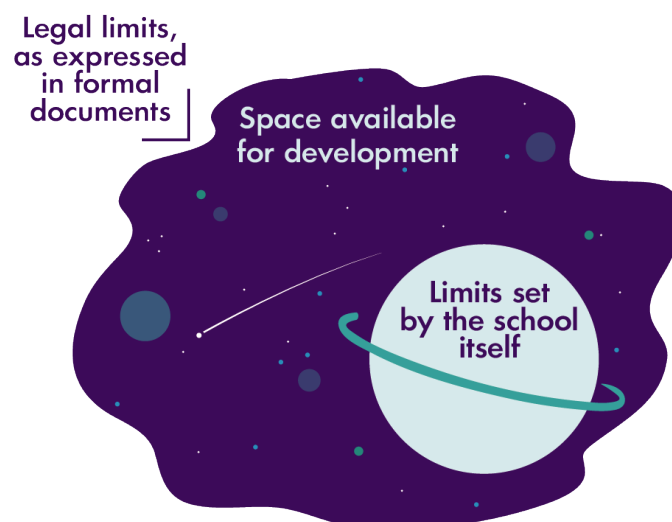 Legal limits,
as expressed
in formal
documents
Space available
for development
Limits set
by the school
itself